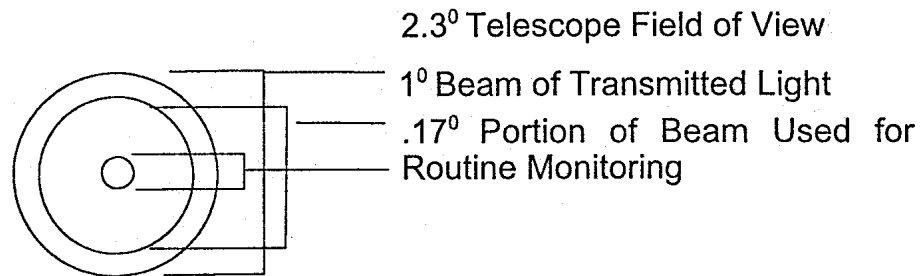 2.3⁰ Telescope Field of View
1⁰ Beam of Transmitted Light
.17⁰ Portion of Beam Used for
Routine Monitoring